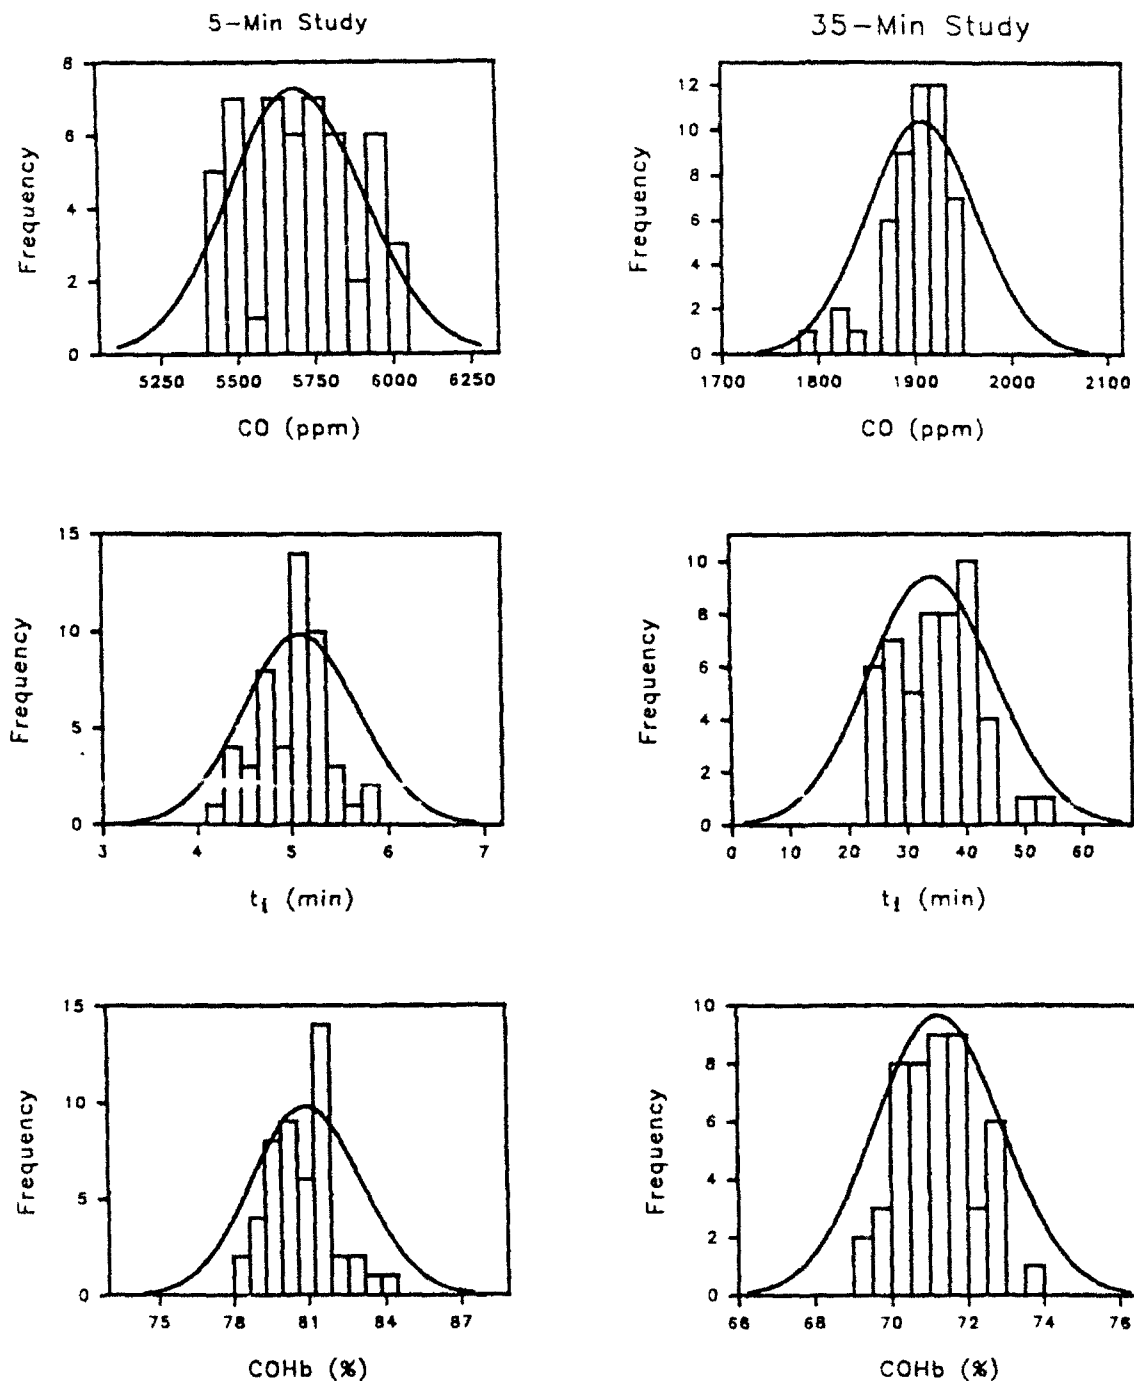 5-Min Study
35-Min Study
8
6
4
2
0
Frequency
5250 5500 5750 6000 6250
CO (ppm)
12
10
8
6
4
2
0
Frequency
1700 1800 1900 2000 2100
CO (ppm)
15
10
5
0
Frequency
3 4 5 6 7
tᵢ (min)
10
8
6
4
2
0
Frequency
0 10 20 30 40 50 60
tᵢ (min)
15
10
5
0
Frequency
75 78 81 84 87
COHb (%)
10
8
6
4
2
0
Frequency
66 68 70 72 74 76
COHb (%)